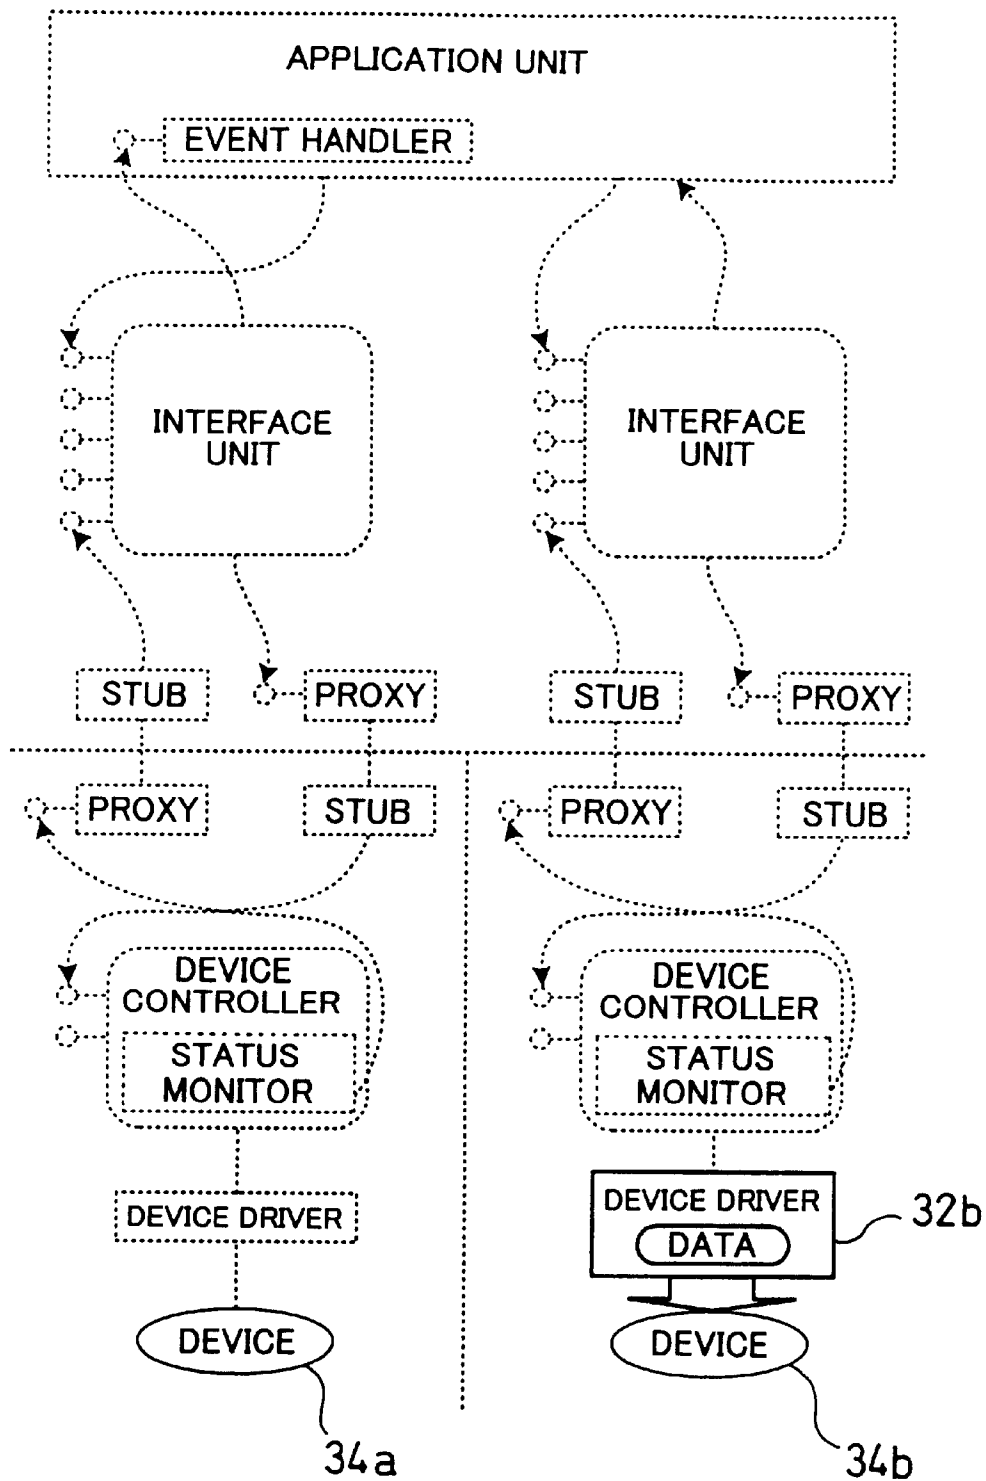 APPLICATION UNIT
EVENT HANDLER
INTERFACE
UNIT
INTERFACE
UNIT
STUB
PROXY
STUB
PROXY
PROXY
STUB
PROXY
STUB
DEVICE
CONTROLLER
STATUS
MONITOR
DEVICE
CONTROLLER
STATUS
MONITOR
DEVICE DRIVER
DEVICE DRIVER
DATA
32b
DEVICE
DEVICE
34a
34b